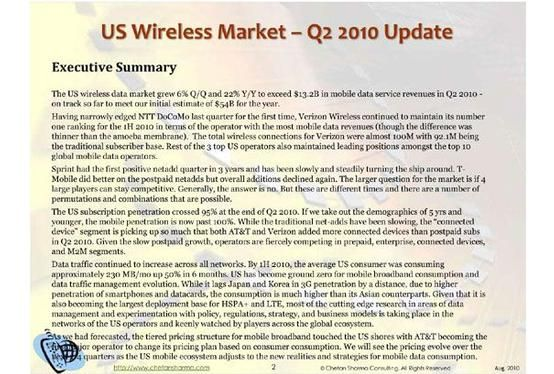 US Wireless Market – Q2 2010 Update
Executive Summary
The US wireless data market grew 6% Q/Q and 22% Y/Y to exceed $13.2B in mobile data service revenues in Q2 2010 -
on track so far to meet our initial estimate of $54B for the year.
Having narrowly edged NTT DoCoMo last quarter for the first time, Verizon Wireless continued to maintain its number
one ranking for the 1H 2010 in terms of the operator with the most mobile data revenues (though the difference was
thinner than the amoeba membrane). The total wireless connections for Verizon were almost 100M with 92.1M being
the traditional subscriber base. Rest of the 3 top US operators also maintained leading positions amongst the top 10
global mobile data operators.
Sprint had the first positive netadd quarter in 3 years and has been slowly and steadily turning the ship around. T-
Mobile did better on the postpaid netadds but overall additions declined again. The larger question for the market is if 4
large players can stay competitive. Generally, the answer is no. But these are different times and there are a number of
permutations and combinations that are possible.
The US subscription penetration crossed 95% at the end of Q2 2010. If we take out the demographics of 5 yrs and
younger, the mobile penetration is now past 100%. While the traditional net-adds have been slowing, the "connected
device" segment is picking up so much that both AT&T and Verizon added more connected devices than postpaid subs
in Q2 2010. Given the slow postpaid growth, operators are fiercely competing in prepaid, enterprise, connected devices,
and M2M segments.
Data traffic continued to increase across all networks. By 1H 2010, the average US consumer was consuming
approximately 230 MB/mo up 50% in 6 months. US has become ground zero for mobile broadband consumption and
data traffic management evolution. While it lags Japan and Korea in 3G penetration by a distance, due to higher
penetration of smartphones and datacards, the consumption is much higher than its Asian counterparts. Given that it is
also becoming the largest deployment base for HSPA+ and LTE, most of the cutting edge research in areas of data
management and experimentation with policy, regulations, strategy, and business models is taking place in the
networks of the US operators and keenly watched by players across the global ecosystem.
As we had forecasted, the tiered pricing structure for mobile broadband touched the US shores with AT&T becoming the
operator to change its pricing plan based on consumer consumption. We will see the pricing evolve over the
quarters as the US mobile ecosystem adjusts to the new realities and strategies for mobile data consumption.
http://www.chetansharma.com 2 © Chetan Sharma Consulting, All Rights Reserved Aug, 2010